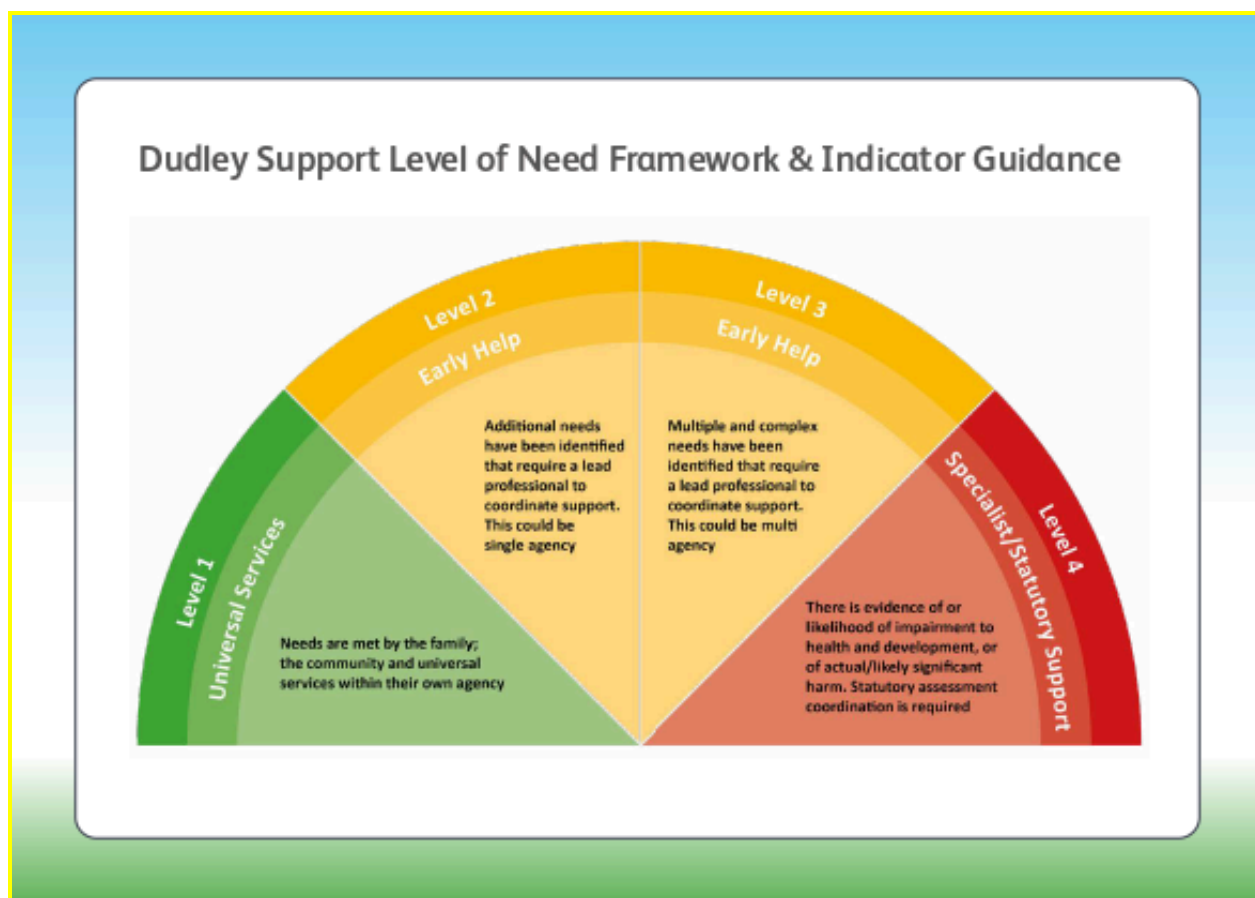 Dudley Support Level of Need Framework & Indicator Guidance
Level 1
Universal Services
Needs are met by the family;
the community and universal
services within their own agency
Level 2
Early Help
Additional needs
have been identified
that require a lead
professional to
coordinate support.
This could be
single agency
Level 3
Early Help
Multiple and complex
needs have been
identified that require
a lead professional to
coordinate support.
This could be multi
agency
Level 4
Specialist/Statutory Support
There is evidence of or
likelihood of impairment to
health and development, or
of actual/likely significant
harm. Statutory assessment
coordination is required